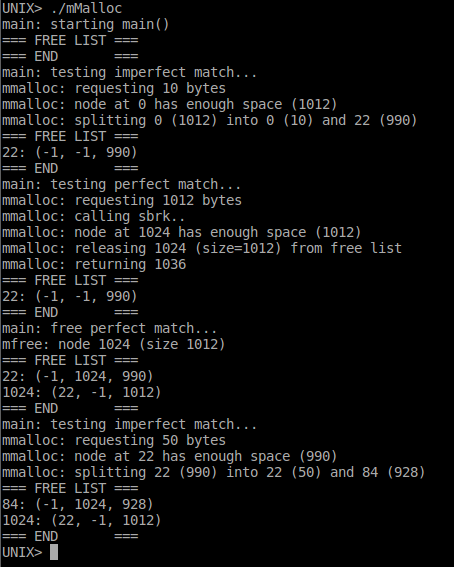 UNIX> ./mMalloc
main: starting main()
=== FREE LIST ===
=== END       ===
main: testing imperfect match...
mmalloc: requesting 10 bytes
mmalloc: node at 0 has enough space (1012)
mmalloc: splitting 0 (1012) into 0 (10) and 22 (990)
=== FREE LIST ===
22: (-1, -1, 990)
=== END       ===
main: testing perfect match...
mmalloc: requesting 1012 bytes
mmalloc: calling sbrk..
mmalloc: node at 1024 has enough space (1012)
mmalloc: releasing 1024 (size=1012) from free list
mmalloc: returning 1036
=== FREE LIST ===
22: (-1, -1, 990)
=== END       ===
main: free perfect match...
mfree: node 1024 (size 1012)
=== FREE LIST ===
22: (-1, 1024, 990)
1024: (22, -1, 1012)
=== END       ===
main: testing imperfect match...
mmalloc: requesting 50 bytes
mmalloc: node at 22 has enough space (990)
mmalloc: splitting 22 (990) into 22 (50) and 84 (928)
=== FREE LIST ===
84: (-1, 1024, 928)
1024: (22, -1, 1012)
=== END       ===
UNIX>